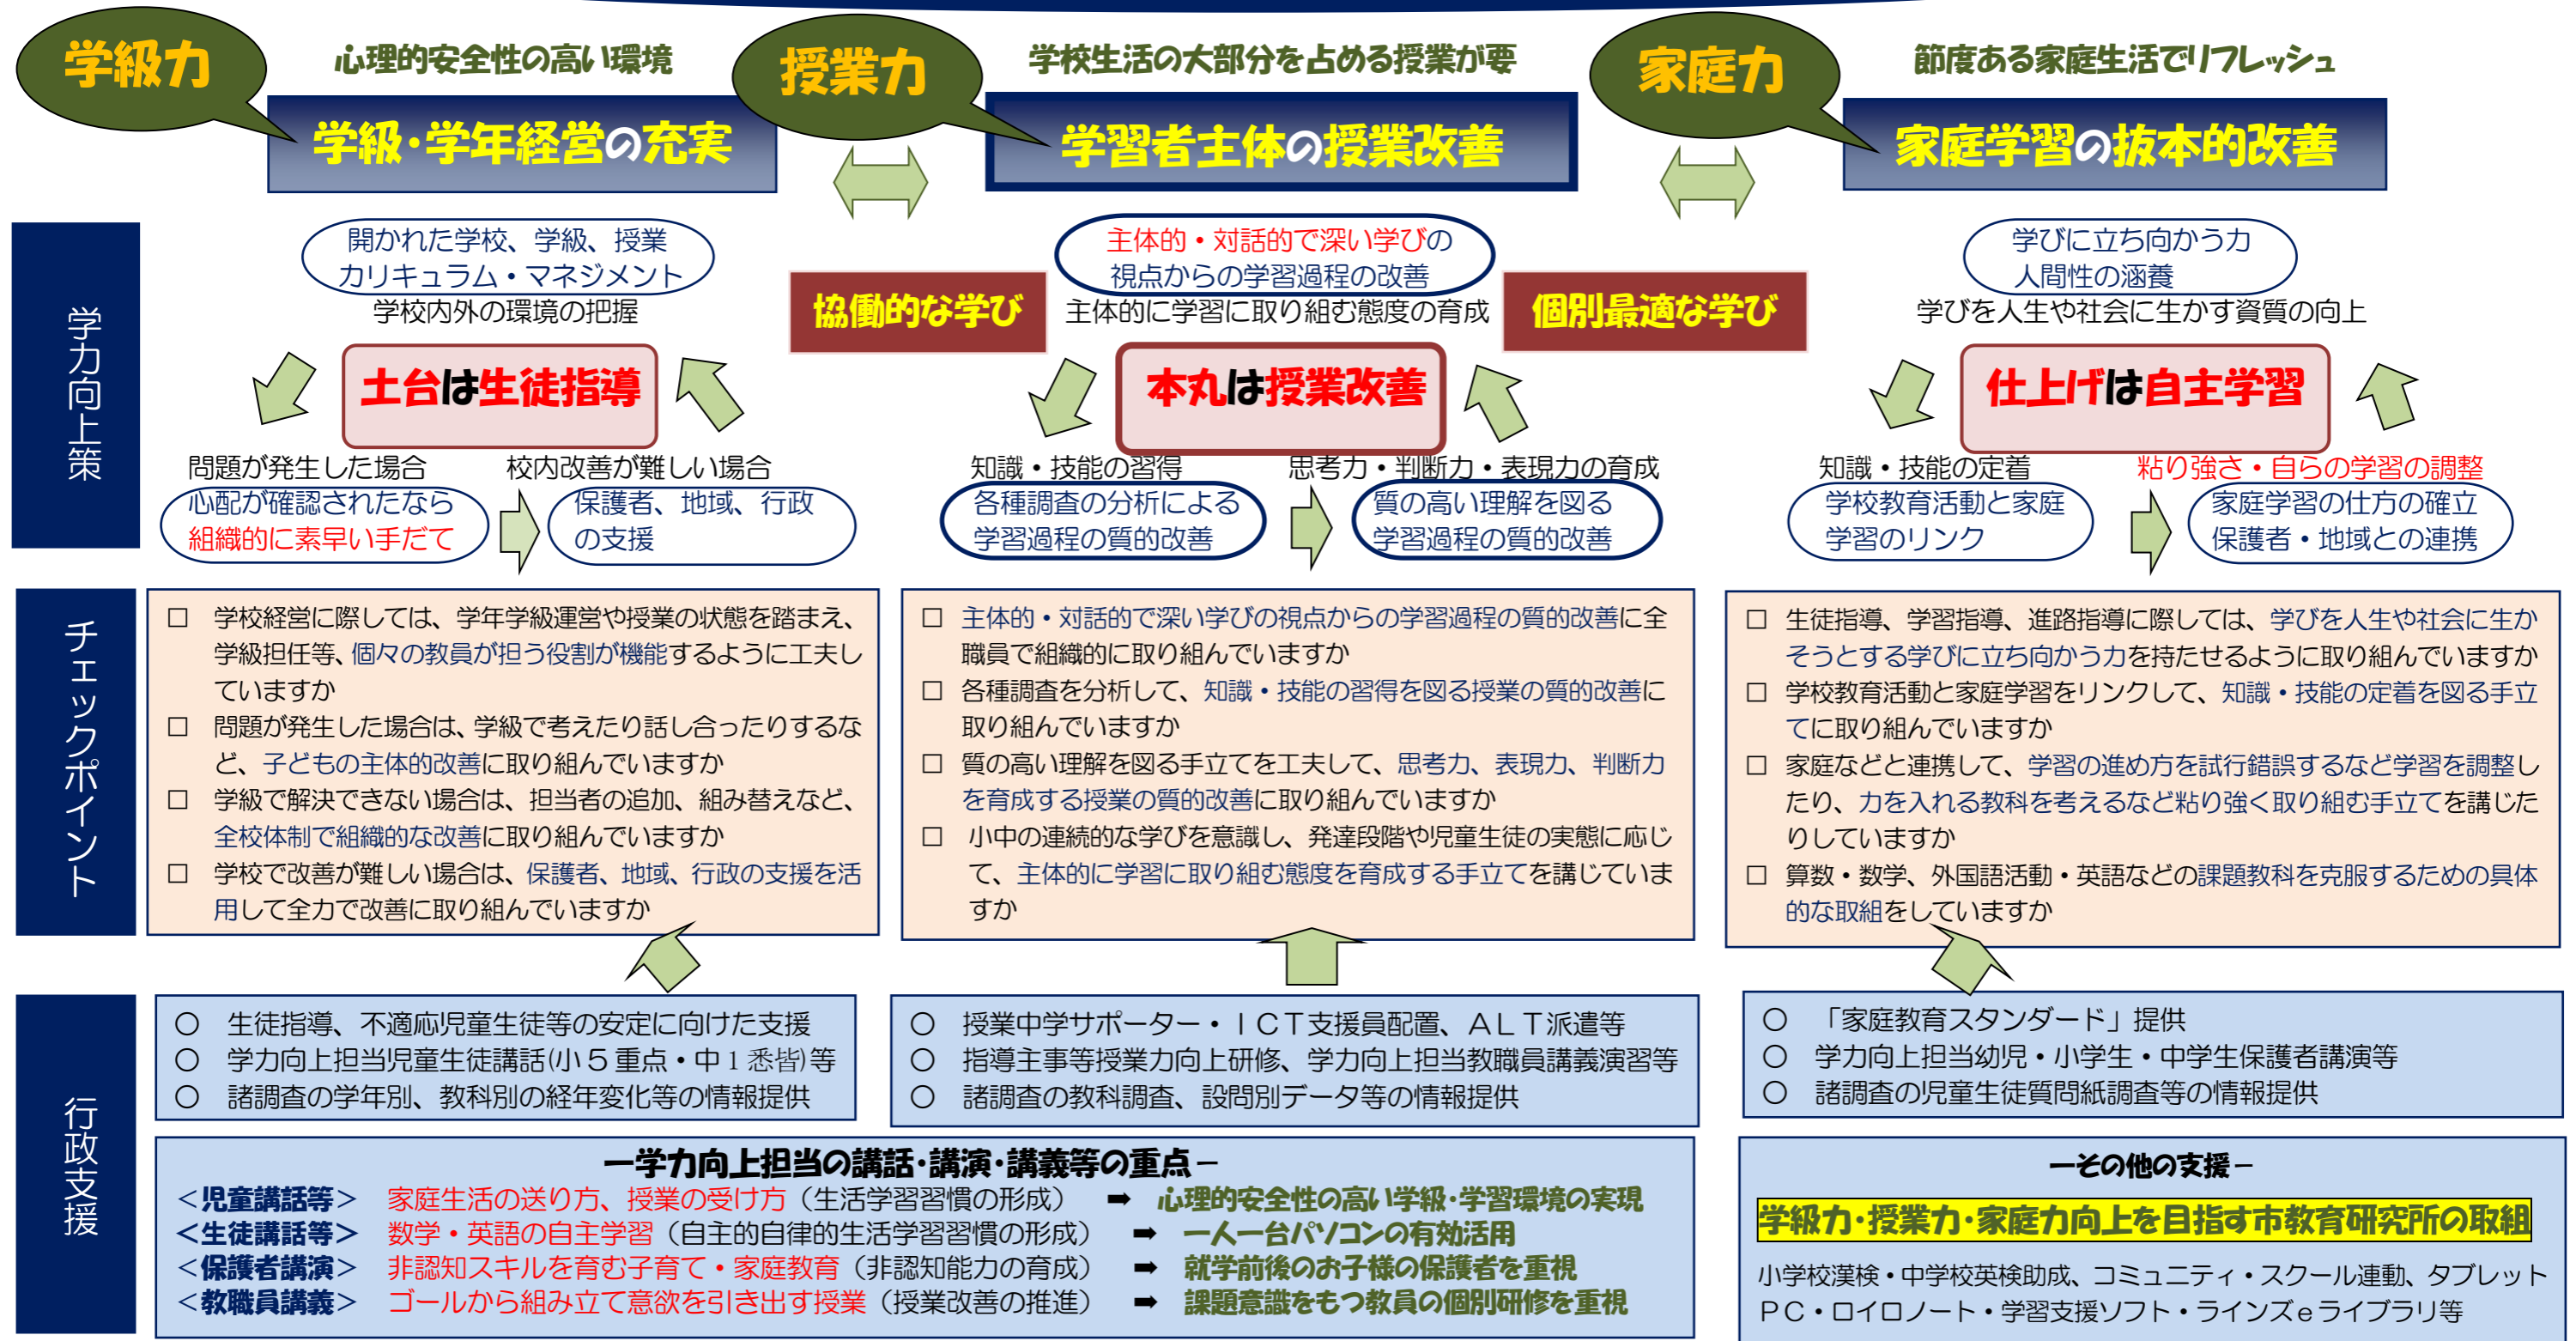 学級力
心理的安全性の高い環境
学級・学年経営の充実
授業力
学校生活の大部分を占める授業が要
学習者主体の授業改善
家庭力
節度ある家庭生活でリフレッシュ
家庭学習の抜本的改善
学力向上策
開かれた学校、学級、授業
カリキュラム・マネジメント
学校内外の環境の把握
土台は生徒指導
問題が発生した場合
心配が確認されたなら
組織的に素早い手だて
校内改善が難しい場合
保護者、地域、行政
の支援
協働的な学び
主体的・対話的で深い学びの
視点からの学習過程の改善
主体的に学習に取り組む態度の育成
本丸は授業改善
知識・技能の習得
各種調査の分析による
学習過程の質的改善
思考力・判断力・表現力の育成
質の高い理解を図る
学習過程の質的改善
個別最適な学び
学びに立ち向かう力
人間性の涵養
学びを人生や社会に生かす資質の向上
仕上げは自主学習
知識・技能の定着
学校教育活動と家庭
学習のリンク
粘り強さ・自らの学習の調整
家庭学習の仕方の確立
保護者・地域との連携
チェックポイント
□ 学校経営に際しては、学年学級運営や授業の状態を踏まえ、
学級担任等、個々の教員が担う役割が機能するように工夫し
ていますか
□ 問題が発生した場合は、学級で考えたり話し合ったりするな
ど、子どもの主体的改善に取り組んでいますか
□ 学級で解決できない場合は、担当者の追加、組み替えなど、
全校体制で組織的な改善に取り組んでいますか
□ 学校で改善が難しい場合は、保護者、地域、行政の支援を活
用して全力で改善に取り組んでいますか
□ 主体的・対話的で深い学びの視点からの学習過程の質的改善に全
職員で組織的に取り組んでいますか
□ 各種調査を分析して、知識・技能の習得を図る授業の質的改善に
取り組んでいますか
□ 質の高い理解を図る手立てを工夫して、思考力、表現力、判断力
を育成する授業の質的改善に取り組んでいますか
□ 小中の連続的な学びを意識し、発達段階や児童生徒の実態に応じ
て、主体的に学習に取り組む態度を育成する手立てを講じていま
すか
□ 生徒指導、学習指導、進路指導に際しては、学びを人生や社会に生か
そうとする学びに立ち向かう力を持たせるように取り組んでいますか
□ 学校教育活動と家庭学習をリンクして、知識・技能の定着を図る手立
てに取り組んでいますか
□ 家庭などと連携して、学習の進め方を試行錯誤するなど学習を調整し
たり、力を入れる教科を考えるなど粘り強く取り組む手立てを講じた
りしていますか
□ 算数・数学、外国語活動・英語などの課題教科を克服するための具体
的な取組をしていますか
行政支援
○ 生徒指導、不適応児童生徒等の安定に向けた支援
○ 学力向上担当児童生徒講話(小５重点・中１悉皆)等
○ 諸調査の学年別、教科別の経年変化等の情報提供
○ 授業中学サポーター・ＩＣＴ支援員配置、ＡＬＴ派遣等
○ 指導主事等授業力向上研修、学力向上担当教職員講義演習等
○ 諸調査の教科調査、設問別データ等の情報提供
○ 「家庭教育スタンダード」提供
○ 学力向上担当幼児・小学生・中学生保護者講演等
○ 諸調査の児童生徒質問紙調査等の情報提供
ー学力向上担当の講話・講演・講義等の重点－
＜児童講話等＞ 家庭生活の送り方、授業の受け方（生活学習習慣の形成） ➡ 心理的安全性の高い学級・学習環境の実現
＜生徒講話等＞ 数学・英語の自主学習（自主的自律的生活学習習慣の形成） ➡ 一人一台パソコンの有効活用
＜保護者講演＞ 非認知スキルを育む子育て・家庭教育（非認知能力の育成） ➡ 就学前後のお子様の保護者を重視
＜教職員講義＞ ゴールから組み立て意欲を引き出す授業（授業改善の推進） ➡ 課題意識をもつ教員の個別研修を重視
ーその他の支援－
学級力・授業力・家庭力向上を目指す市教育研究所の取組
小学校漢検・中学校英検助成、コミュニティ・スクール連動、タブレット
ＰＣ・ロイロノート・学習支援ソフト・ラインズｅライブラリ等